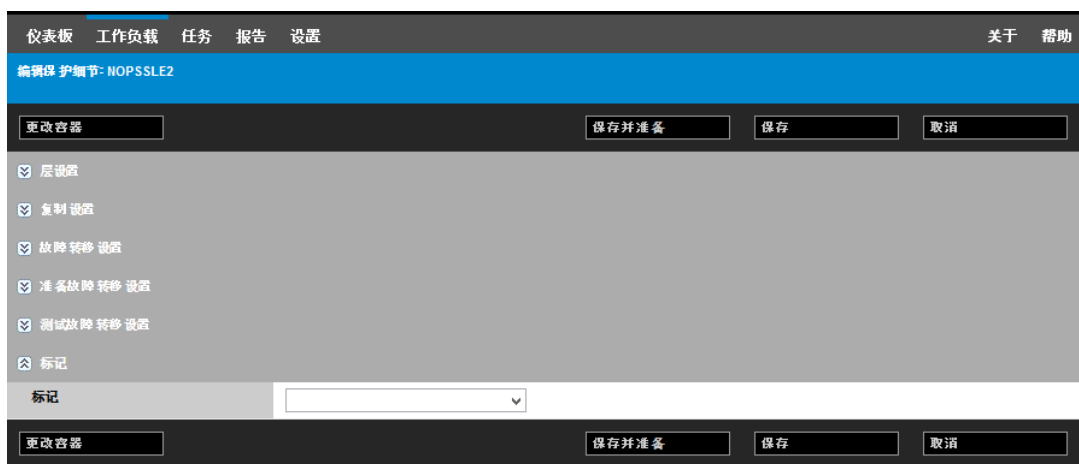 仪表板 工作负载 任务 报告 设置 关于 帮助
编辑保护细节: NOPSSLE2
更改容器 保存并准备 保存 取消
层设置
复制设置
故障转移设置
准备故障转移设置
测试故障转移设置
标记
标记
更改容器 保存并准备 保存 取消